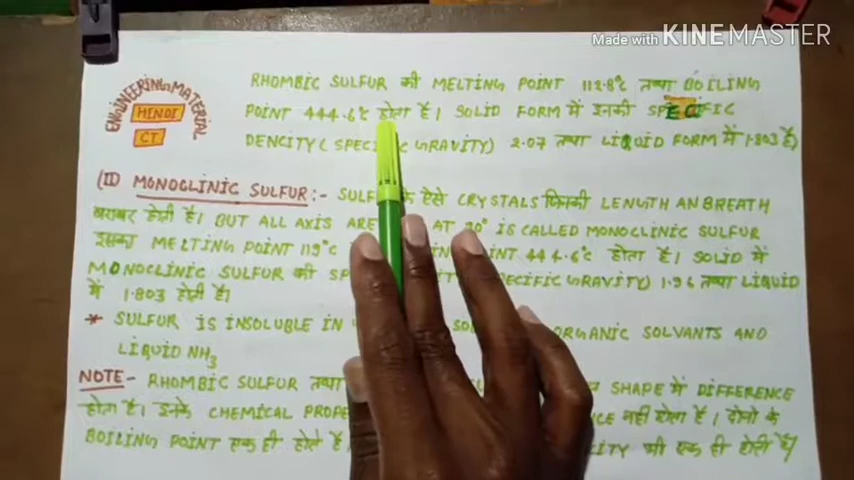 Made with KINEMASTER
ENGINEERING MATERIAL
HINDI
CT
RHOMBIC SULFUR की MELTING POINT 112.8°C तथा BOILING
POINT 444.6°C होता है। SOLID FORM में इनकी SPECIFIC
DENCITY (SPECIFIC GRAVITY) 2.07 तथा LIQUID FORM में 1.803 है)
(II) MONOCLINIC SULFUR :- SULFUR के ऐसे CRYSTALS जिनकी LENGTH AN BREATH
बराबर होती है। BUT ALL AXIS ARE AT 90° IS CALLED MONOCLINIC SULFUR
इसका MELTING POINT 119°C POINT 444.6°C होता है। SOLID में
MONOCLINIC SULFUR की SPECIFIC GRAVITY) 1.96 तथा LIQUID
में 1.803 होती है।
* SULFUR IS INSOLUBLE IN ORGANIC SOLVANTS AND
LIQUID NH3
NOTE - RHOMBIC SULFUR तथा SHAPE में DIFFERENCE
होता है। इनके CHEMICAL नहीं होता है। दोनो के
BOILING POINT एक ही होते है भी एक ही होती है।